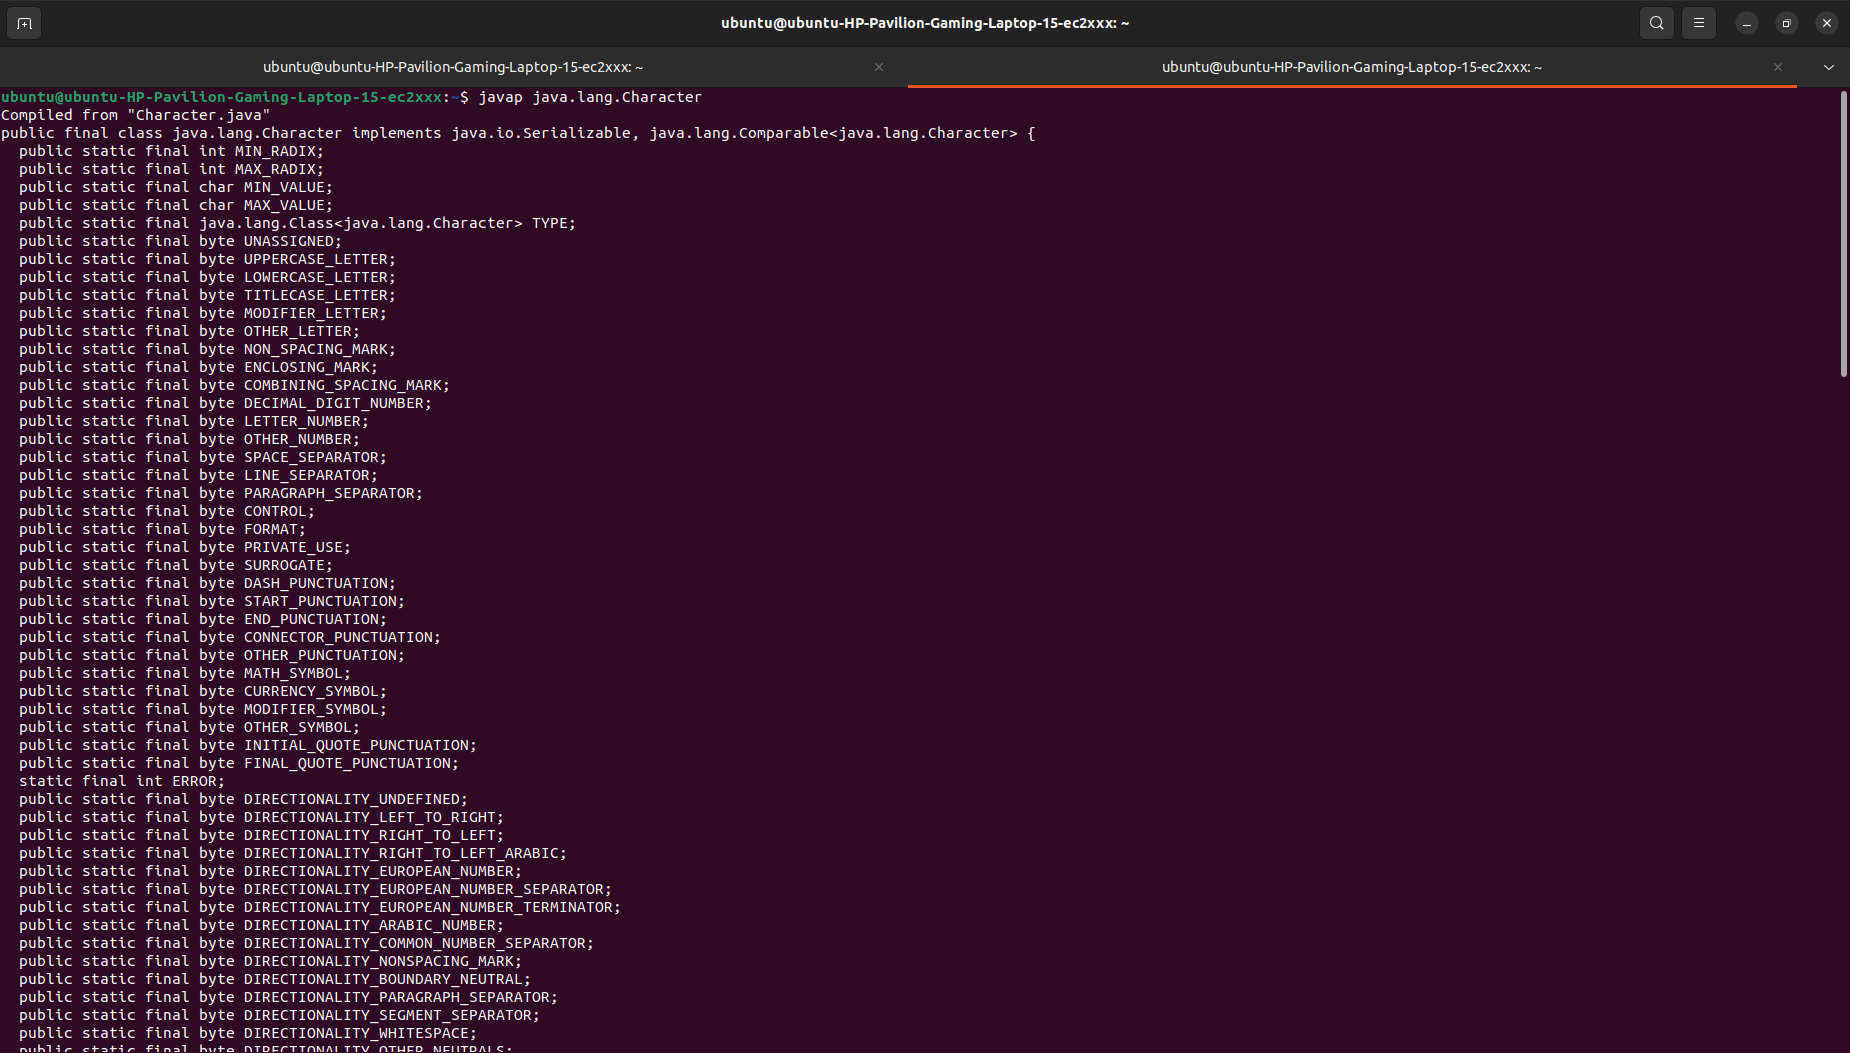 ubuntu@ubuntu-HP-Pavilion-Gaming-Laptop-15-ec2xxx: ~
ubuntu@ubuntu-HP-Pavilion-Gaming-Laptop-15-ec2xxx: ~
ubuntu@ubuntu-HP-Pavilion-Gaming-Laptop-15-ec2xxx: ~
ubuntu@ubuntu-HP-Pavilion-Gaming-Laptop-15-ec2xxx:~$ javap java.lang.Character
Compiled from "Character.java"
public final class java.lang.Character implements java.io.Serializable, java.lang.Comparable<java.lang.Character> {
  public static final int MIN_RADIX;
  public static final int MAX_RADIX;
  public static final char MIN_VALUE;
  public static final char MAX_VALUE;
  public static final java.lang.Class<java.lang.Character> TYPE;
  public static final byte UNASSIGNED;
  public static final byte UPPERCASE_LETTER;
  public static final byte LOWERCASE_LETTER;
  public static final byte TITLECASE_LETTER;
  public static final byte MODIFIER_LETTER;
  public static final byte OTHER_LETTER;
  public static final byte NON_SPACING_MARK;
  public static final byte ENCLOSING_MARK;
  public static final byte COMBINING_SPACING_MARK;
  public static final byte DECIMAL_DIGIT_NUMBER;
  public static final byte LETTER_NUMBER;
  public static final byte OTHER_NUMBER;
  public static final byte SPACE_SEPARATOR;
  public static final byte LINE_SEPARATOR;
  public static final byte PARAGRAPH_SEPARATOR;
  public static final byte CONTROL;
  public static final byte FORMAT;
  public static final byte PRIVATE_USE;
  public static final byte SURROGATE;
  public static final byte DASH_PUNCTUATION;
  public static final byte START_PUNCTUATION;
  public static final byte END_PUNCTUATION;
  public static final byte CONNECTOR_PUNCTUATION;
  public static final byte OTHER_PUNCTUATION;
  public static final byte MATH_SYMBOL;
  public static final byte CURRENCY_SYMBOL;
  public static final byte MODIFIER_SYMBOL;
  public static final byte OTHER_SYMBOL;
  public static final byte INITIAL_QUOTE_PUNCTUATION;
  public static final byte FINAL_QUOTE_PUNCTUATION;
  static final int ERROR;
  public static final byte DIRECTIONALITY_UNDEFINED;
  public static final byte DIRECTIONALITY_LEFT_TO_RIGHT;
  public static final byte DIRECTIONALITY_RIGHT_TO_LEFT;
  public static final byte DIRECTIONALITY_RIGHT_TO_LEFT_ARABIC;
  public static final byte DIRECTIONALITY_EUROPEAN_NUMBER;
  public static final byte DIRECTIONALITY_EUROPEAN_NUMBER_SEPARATOR;
  public static final byte DIRECTIONALITY_EUROPEAN_NUMBER_TERMINATOR;
  public static final byte DIRECTIONALITY_ARABIC_NUMBER;
  public static final byte DIRECTIONALITY_COMMON_NUMBER_SEPARATOR;
  public static final byte DIRECTIONALITY_NONSPACING_MARK;
  public static final byte DIRECTIONALITY_BOUNDARY_NEUTRAL;
  public static final byte DIRECTIONALITY_PARAGRAPH_SEPARATOR;
  public static final byte DIRECTIONALITY_SEGMENT_SEPARATOR;
  public static final byte DIRECTIONALITY_WHITESPACE;
  public static final byte DIRECTIONALITY_OTHER_NEUTRALS;